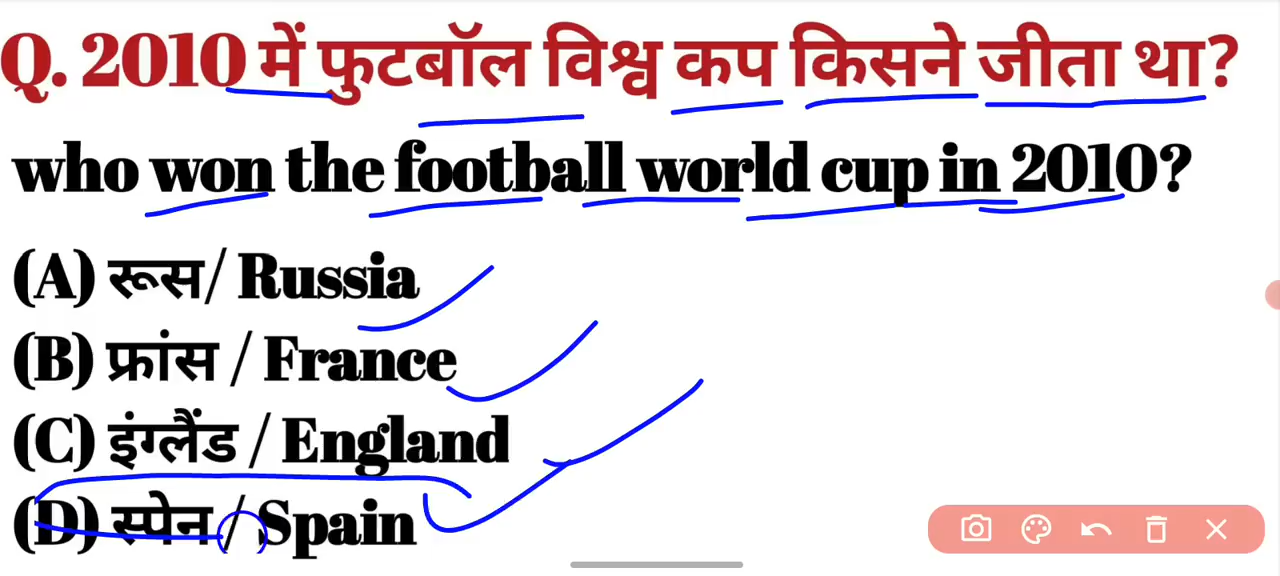 Q. 2010 में फुटबॉल विश्व कप किसने जीता था?
who won the football world cup in 2010?
(A) रूस/ Russia
(B) फ्रांस / France
(C) इंग्लैंड / England
(D) स्पेन / Spain